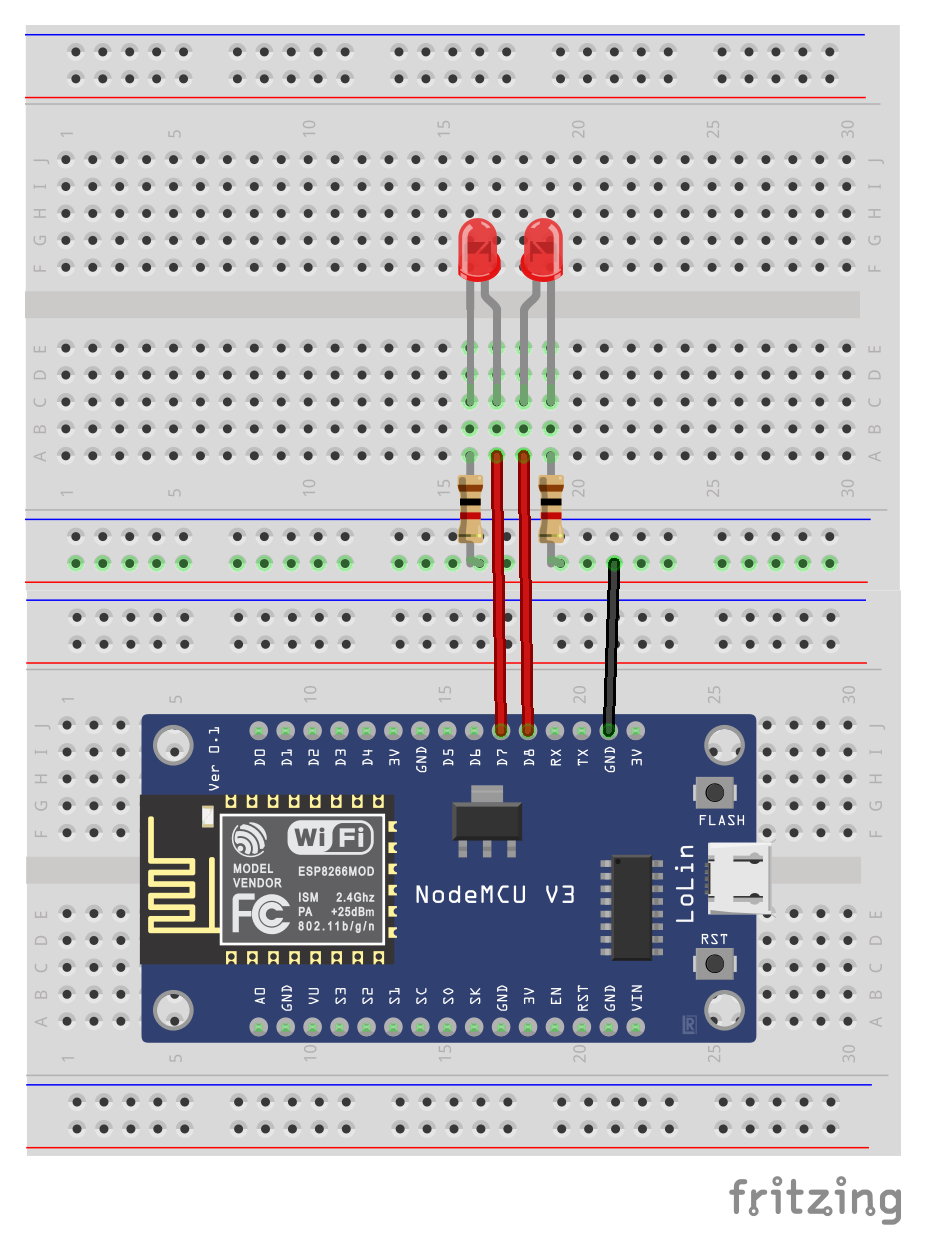 1 5 10 15 20 25 30
J J
I I
H H
G G
F F
E E
D D
C C
B B
A A
1 5 10 15 20 25 30
1 5 10 15 20 25 30
J J
I I
H H
G G
F F
E E
D D
C C
B B
A A
D0 D1 D2 D3 D4 3V GND D5 D6 D7 D8 RX TX GND 3V
Ver 0.1
FLASH
WiFi
MODEL
VENDOR
ESP8266MOD
FC
ISM 2.4Ghz
PA +25dBm
802.11b/g/n
NodeMCU V3
LoLin
RST
A0 GND VU S3 S2 S1 SC S0 SK GND 3V EN RST GND VIN
R
1 5 10 15 20 25 30
fritzing